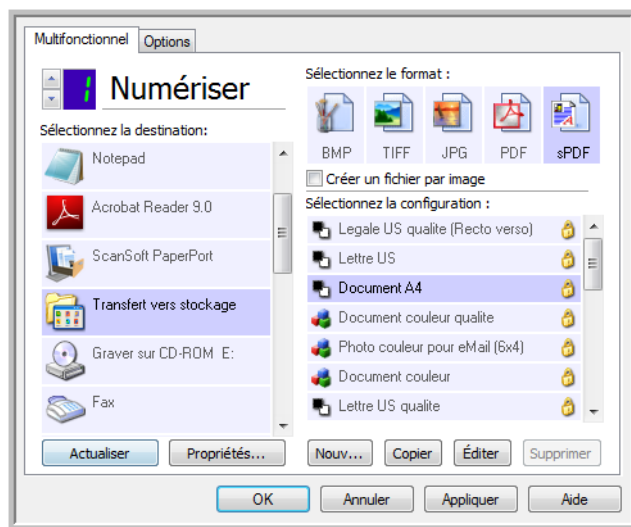 Multifonctionnel
Options
1
Numériser
Sélectionnez la destination:
Notepad
Acrobat Reader 9.0
ScanSoft PaperPort
Transfert vers stockage
Graver sur CD-ROM E:
Fax
Actualiser
Propriétés...
Sélectionnez le format :
BMP TIFF JPG PDF sPDF
Créer un fichier par image
Sélectionnez la configuration :
Legale US qualite (Recto verso)
Lettre US
Document A4
Document couleur qualite
Photo couleur pour eMail (6x4)
Document couleur
Lettre US qualite
Nouv... Copier Éditer Supprimer
OK Annuler Appliquer Aide